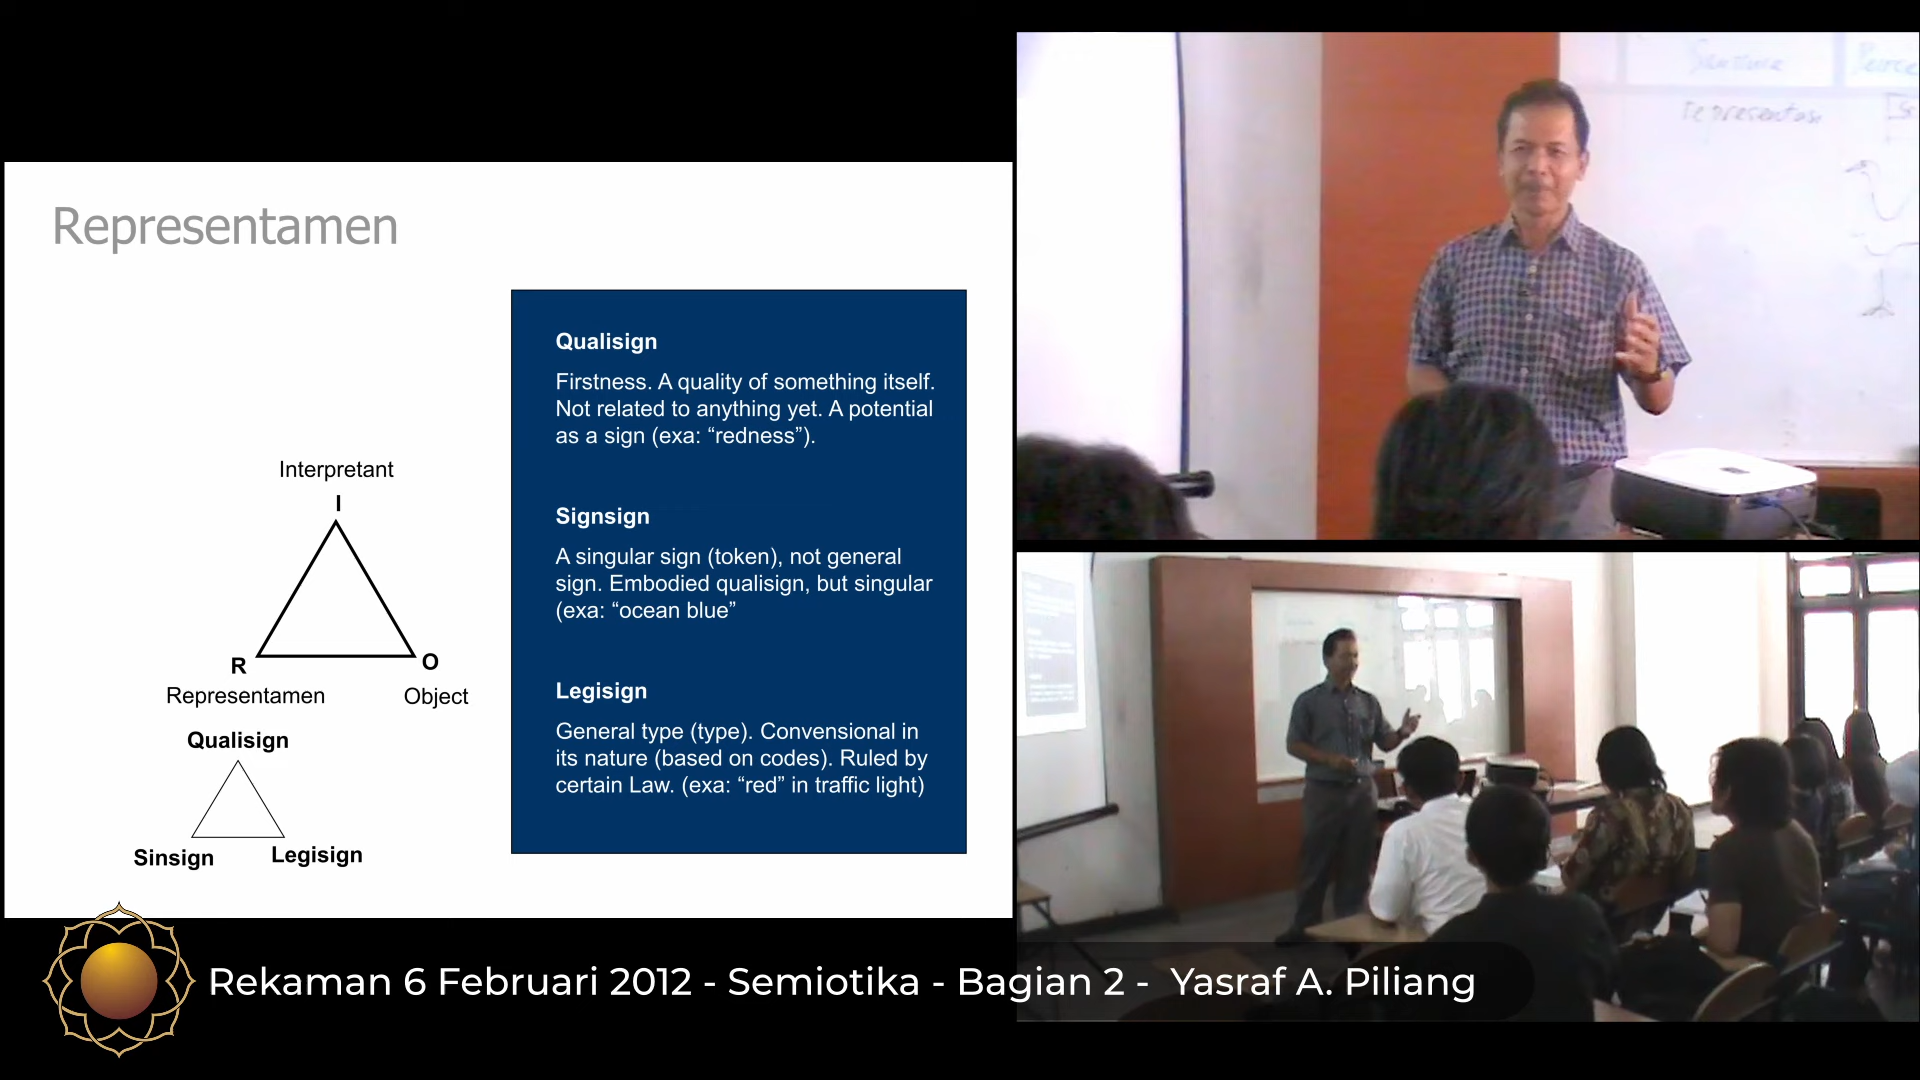 Representamen
Interpretant
I
R
O
Representamen
Object
Qualisign
Sinsign
Legisign
Qualisign
Firstness. A quality of something itself.
Not related to anything yet. A potential
as a sign (exa: “redness”).
Signsign
A singular sign (token), not general
sign. Embodied qualisign, but singular
(exa: “ocean blue”
Legisign
General type (type). Convensional in
its nature (based on codes). Ruled by
certain Law. (exa: “red” in traffic light)
representasi
Rekaman 6 Februari 2012 - Semiotika - Bagian 2 - Yasraf A. Piliang